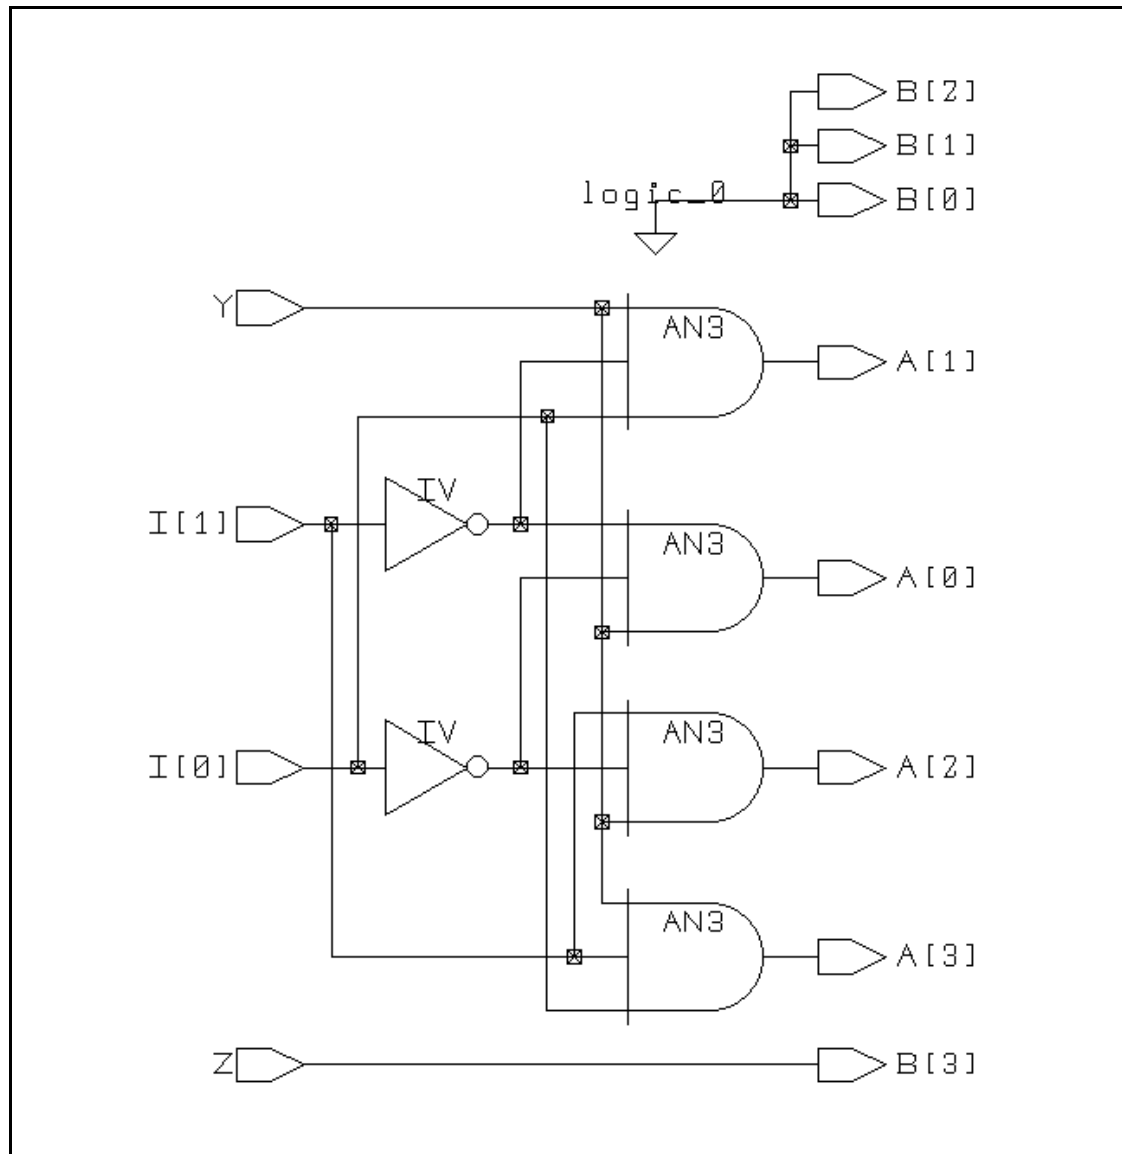 B[2]
B[1]
logic_0 B[0]
Y AN3
A[1]
IV
I[1] AN3
A[0]
IV AN3
I[0] A[2]
AN3
A[3]
Z B[3]